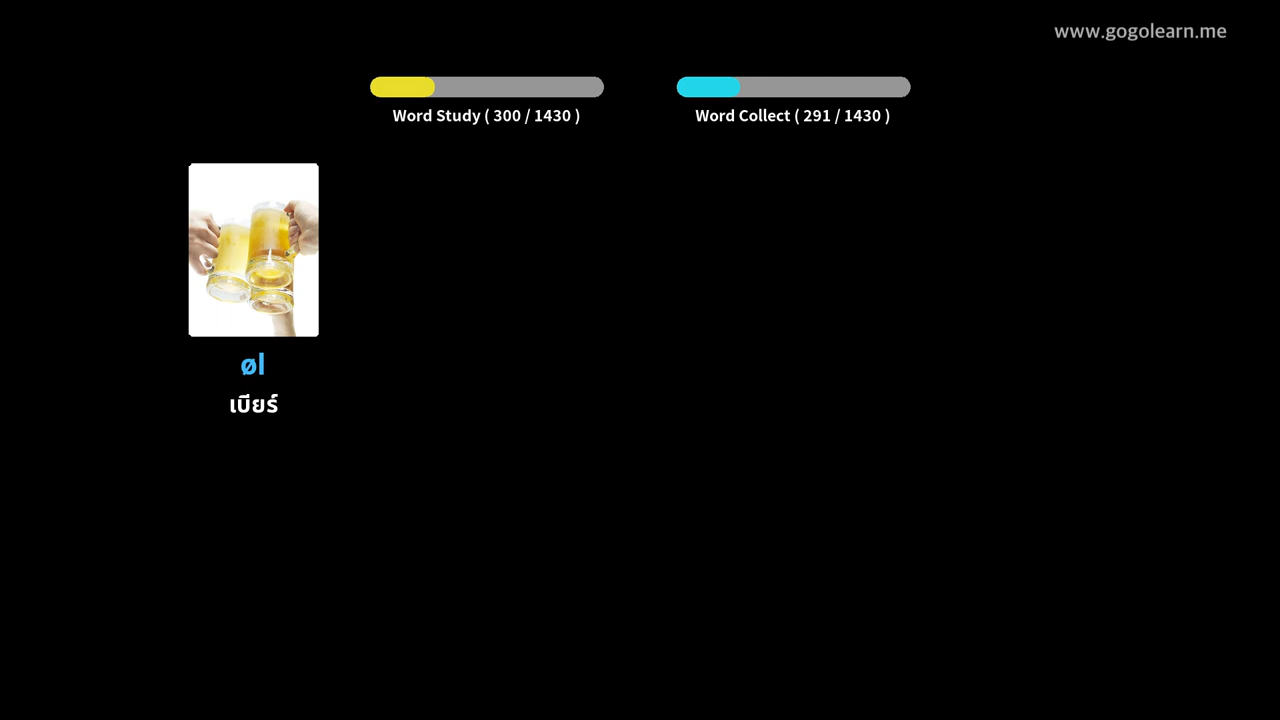 www.gogolearn.me
Word Study ( 300 / 1430 )
Word Collect ( 291 / 1430 )
øl
เบียร์